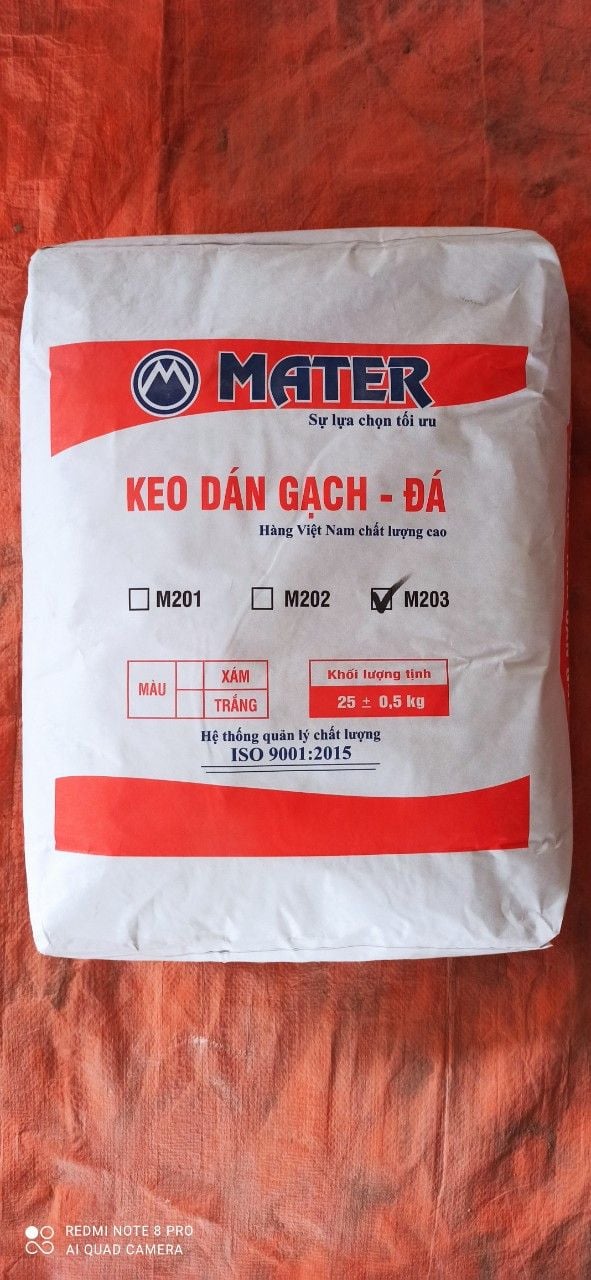 MATER
Sự lựa chọn tối ưu
KEO DÁN GẠCH - ĐÁ
Hàng Việt Nam chất lượng cao
M201 M202 M203
MÀU XÁM
TRẮNG
Khối lượng tịnh
25 ± 0,5 kg
Hệ thống quản lý chất lượng
ISO 9001:2015
REDMI NOTE 8 PRO
AI QUAD CAMERA